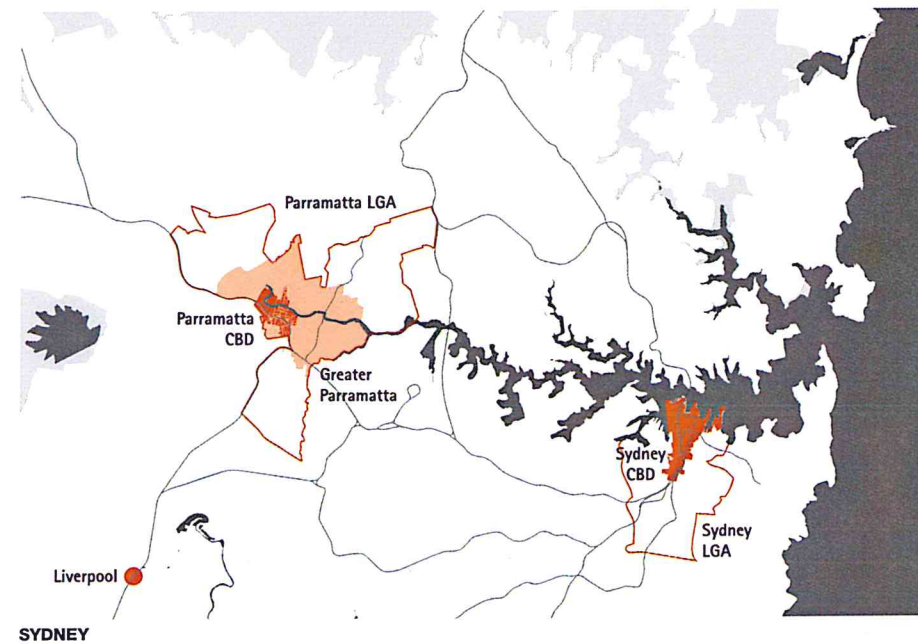 Parramatta LGA
Parramatta
CBD
Greater
Parramatta
Sydney
CBD
Sydney
LGA
Liverpool
SYDNEY